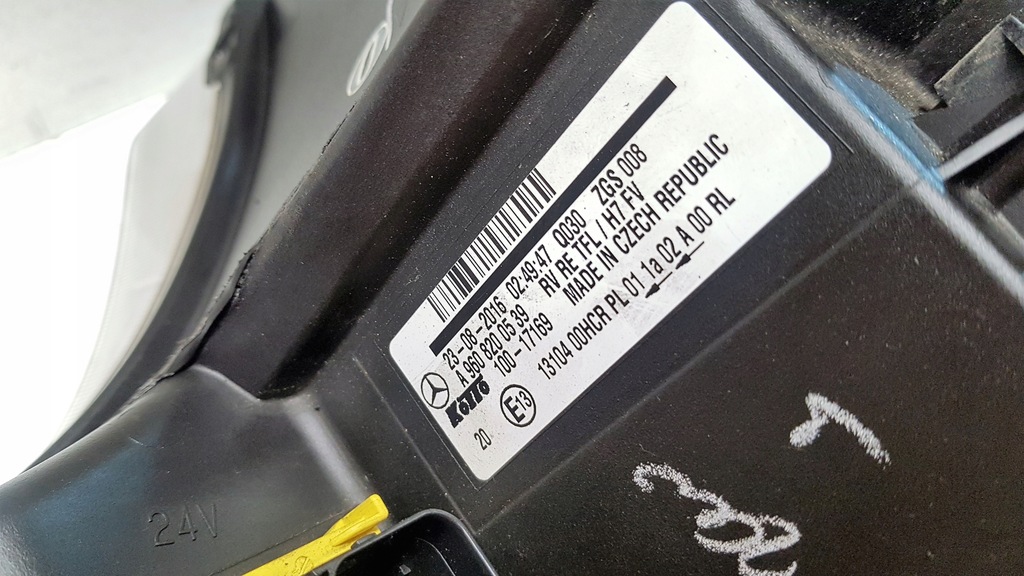 23-08-2016 02:49:47 Q030 ZGS 008
A 960 820 05 39 RV RE TFL / H7 FV
KOITO 100-17169 MADE IN CZECH REPUBLIC
20 E13 13104 00HCR PL 01 1a 02 A 00 RL
24V